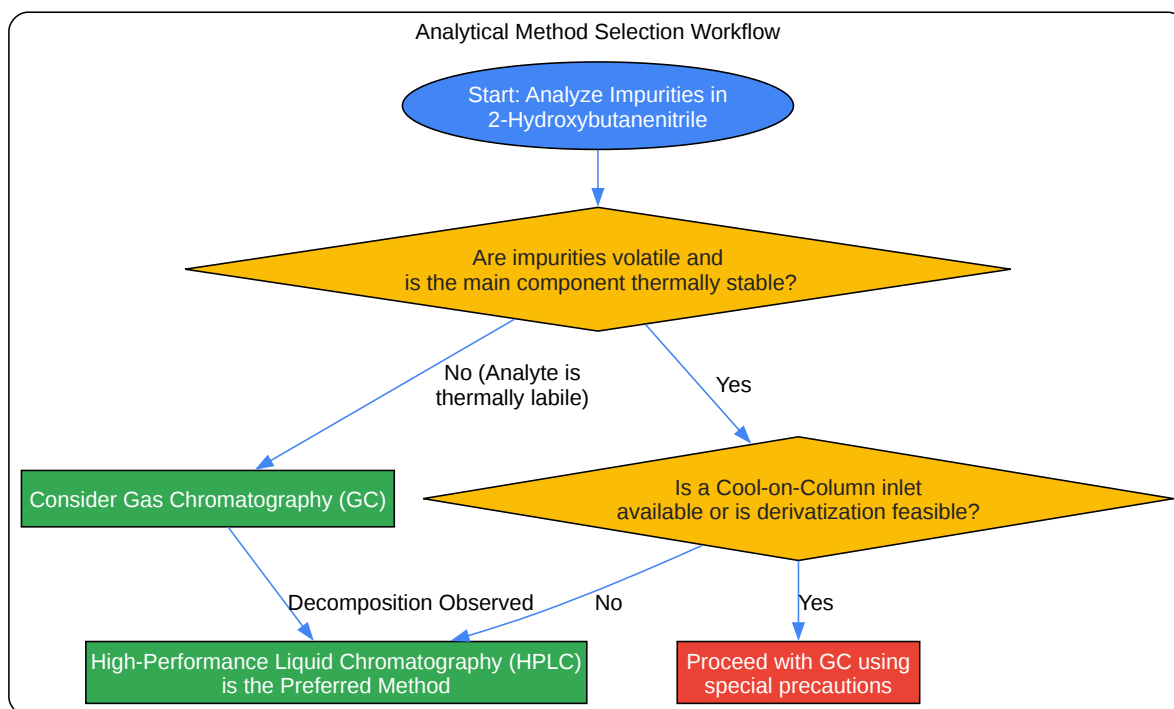 Analytical Method Selection Workflow
Start: Analyze Impurities in
2-Hydroxybutanenitrile
Are impurities volatile and
is the main component thermally stable?
No (Analyte is
thermally labile)
Yes
Consider Gas Chromatography (GC)
Is a Cool-on-Column inlet
available or is derivatization feasible?
Decomposition Observed
No
Yes
High-Performance Liquid Chromatography (HPLC)
is the Preferred Method
Proceed with GC using
special precautions